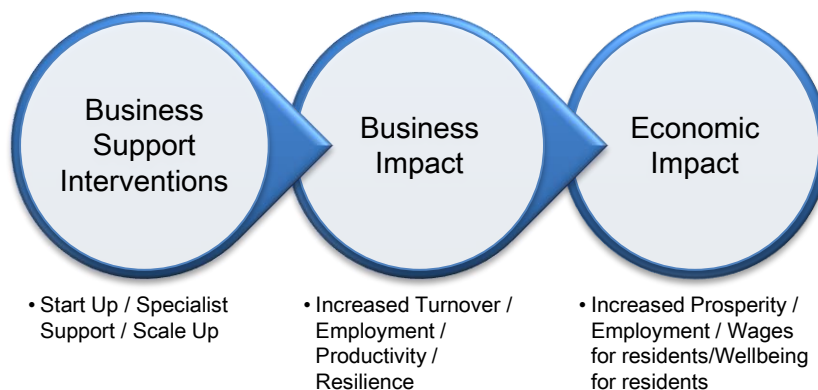 Business
Support
Interventions
• Start Up / Specialist
Support / Scale Up
Business
Impact
• Increased Turnover /
Employment /
Productivity /
Resilience
Economic
Impact
• Increased Prosperity /
Employment / Wages
for residents/Wellbeing
for residents